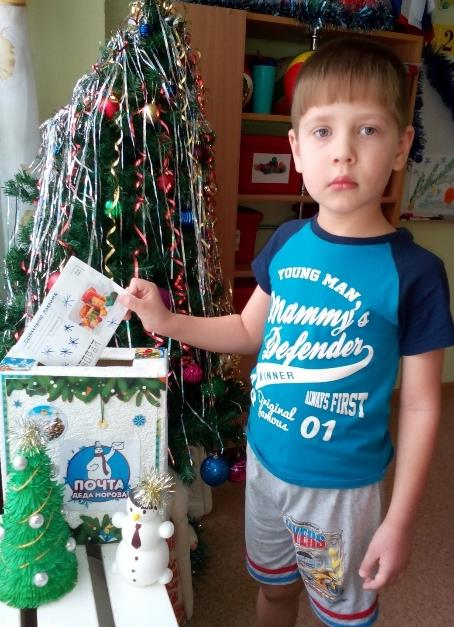 YOUNG MAN
Mammy's
Defender
WINNER
ALWAYS FIRST
Original
Famous
01
ПОЧТА
ДЕДА МОРОЗА